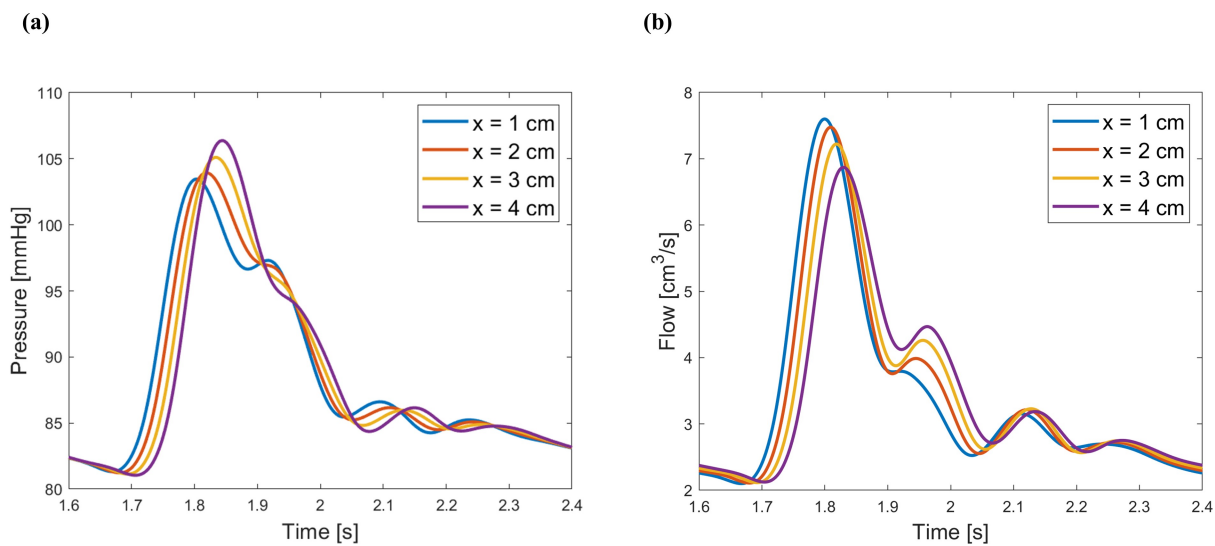 (a)
110
105
100
95
90
85
80
Pressure [mmHg]
x = 1 cm
x = 2 cm
x = 3 cm
x = 4 cm
1.6 1.7 1.8 1.9 2 2.1 2.2 2.3 2.4
Time [s]
(b)
8
7
6
5
4
3
2
Flow [cm³/s]
x = 1 cm
x = 2 cm
x = 3 cm
x = 4 cm
1.6 1.7 1.8 1.9 2 2.1 2.2 2.3 2.4
Time [s]